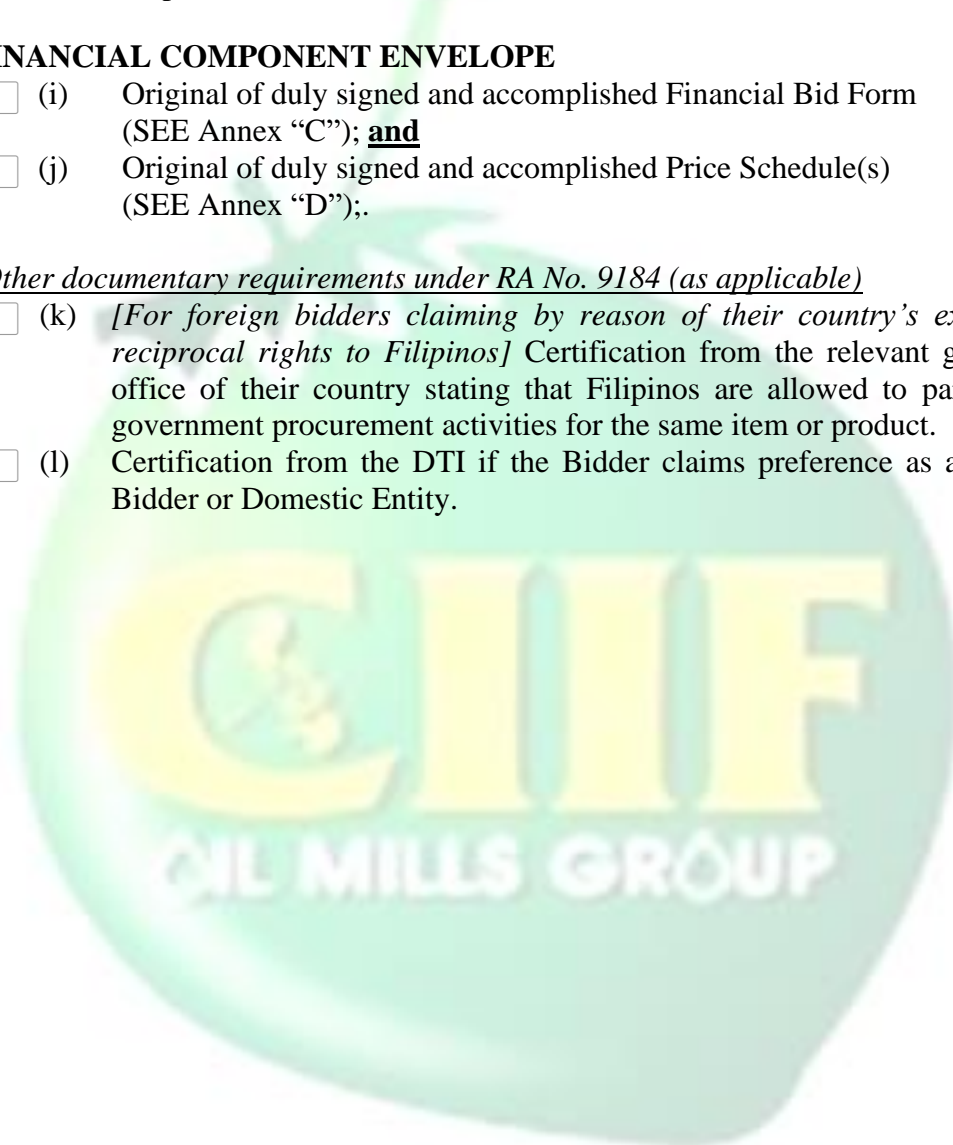 FINANCIAL COMPONENT ENVELOPE
(i) Original of duly signed and accomplished Financial Bid Form
(SEE Annex “C”); and
(j) Original of duly signed and accomplished Price Schedule(s)
(SEE Annex “D”);.
Other documentary requirements under RA No. 9184 (as applicable)
(k) [For foreign bidders claiming by reason of their country’s
reciprocal rights to Filipinos] Certification from the relevant
office of their country stating that Filipinos are allowed to
government procurement activities for the same item or product.
(l) Certification from the DTI if the Bidder claims preference as a
Bidder or Domestic Entity.
CIIF
OIL MILLS GROUP